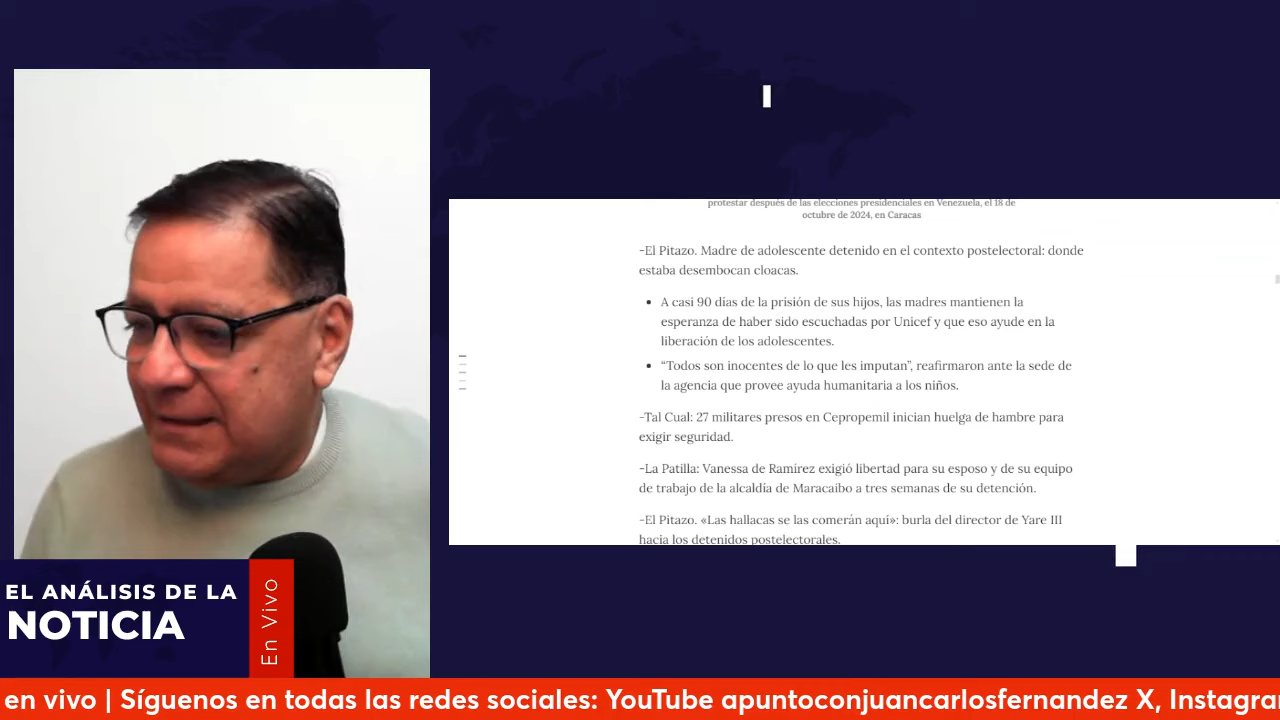 protestar después de las elecciones presidenciales en Venezuela, el 18 de
octubre de 2024, en Caracas
-El Pitazo. Madre de adolescente detenido en el contexto postelectoral: donde
estaba desembocan cloacas.
• A casi 90 días de la prisión de sus hijos, las madres mantienen la
esperanza de haber sido escuchadas por Unicef y que eso ayude en la
liberación de los adolescentes.
• “Todos son inocentes de lo que les imputan”, reafirmaron ante la sede de
la agencia que provee ayuda humanitaria a los niños.
-Tal Cual: 27 militares presos en Cepropemil inician huelga de hambre para
exigir seguridad.
-La Patilla: Vanessa de Ramírez exigió libertad para su esposo y de su equipo
de trabajo de la alcaldía de Maracaibo a tres semanas de su detención.
-El Pitazo. «Las hallacas se las comerán aquí»: burla del director de Yare III
hacia los detenidos postelectorales.
EL ANÁLISIS DE LA
NOTICIA
En Vivo
en vivo | Síguenos en todas las redes sociales: YouTube apuntoconjuancarlosfernandez X, Instagra